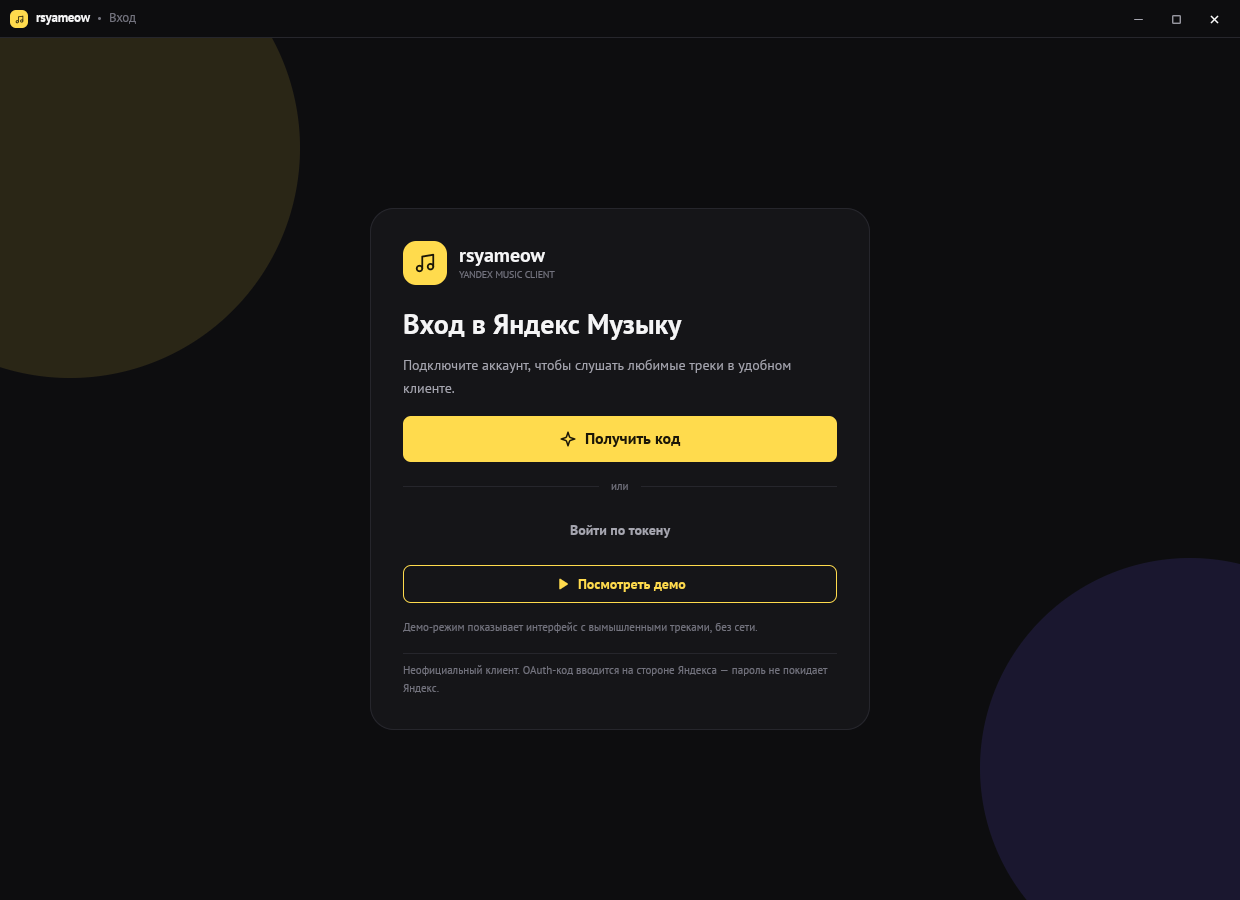 rsyameow • Вход
rsyameow
YANDEX MUSIC CLIENT
Вход в Яндекс Музыку
Подключите аккаунт, чтобы слушать любимые треки в удобном
клиенте.
Получить код
или
Войти по токену
Посмотреть демо
Демо-режим показывает интерфейс с вымышленными треками, без сети.
Неофициальный клиент. OAuth-код вводится на стороне Яндекса — пароль не покидает
Яндекс.